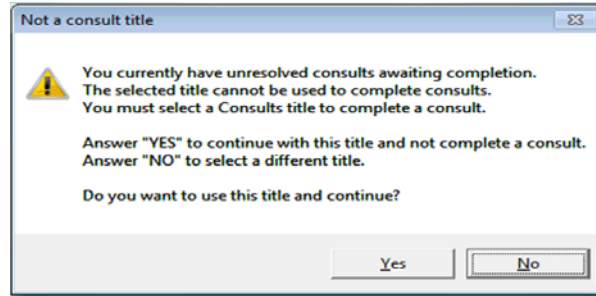 Not a consult title
You currently have unresolved consults awaiting completion.
The selected title cannot be used to complete consults.
You must select a Consults title to complete a consult.
Answer "YES" to continue with this title and not complete a consult.
Answer "NO" to select a different title.
Do you want to use this title and continue?
Yes
No